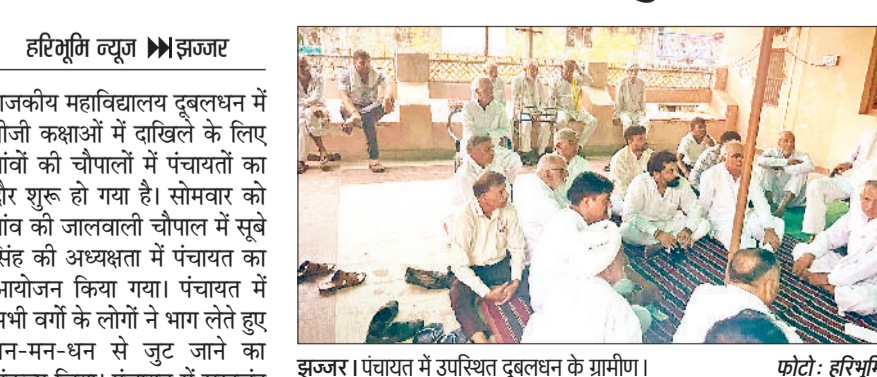 हरिभूमि न्यूज ▶▶ झज्जर
राजकीय महाविद्यालय दूबलधन में
पीजी कक्षाओं में दाखिले के लिए
गांवों की चौपालों में पंचायतों का
दौर शुरू हो गया है। सोमवार को
गांव की जालवाली चौपाल में सूबे
सिंह की अध्यक्षता में पंचायत का
आयोजन किया गया। पंचायत में
सभी वर्गो के लोगों ने भाग लेते हुए
तन-मन-धन से जुट जाने का
झज्जर। पंचायत में उपस्थित दूबलधन के ग्रामीण।
फोटो: हरिभूमि